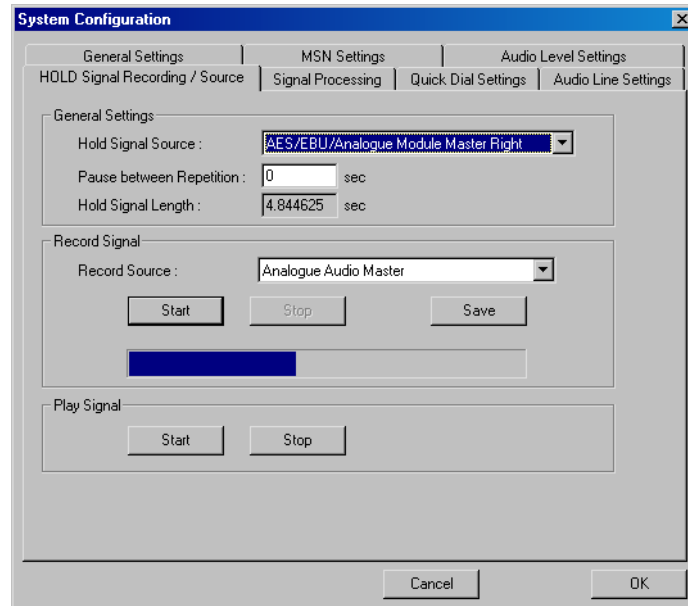 System Configuration
General Settings
MSN Settings
Audio Level Settings
HOLD Signal Recording / Source
Signal Processing
Quick Dial Settings
Audio Line Settings
General Settings
Hold Signal Source : AES/EBU/Analogue Module Master Right
Pause between Repetition : 0 sec
Hold Signal Length : 4.844625 sec
Record Signal
Record Source : Analogue Audio Master
Start Stop Save
Play Signal
Start Stop
Cancel OK